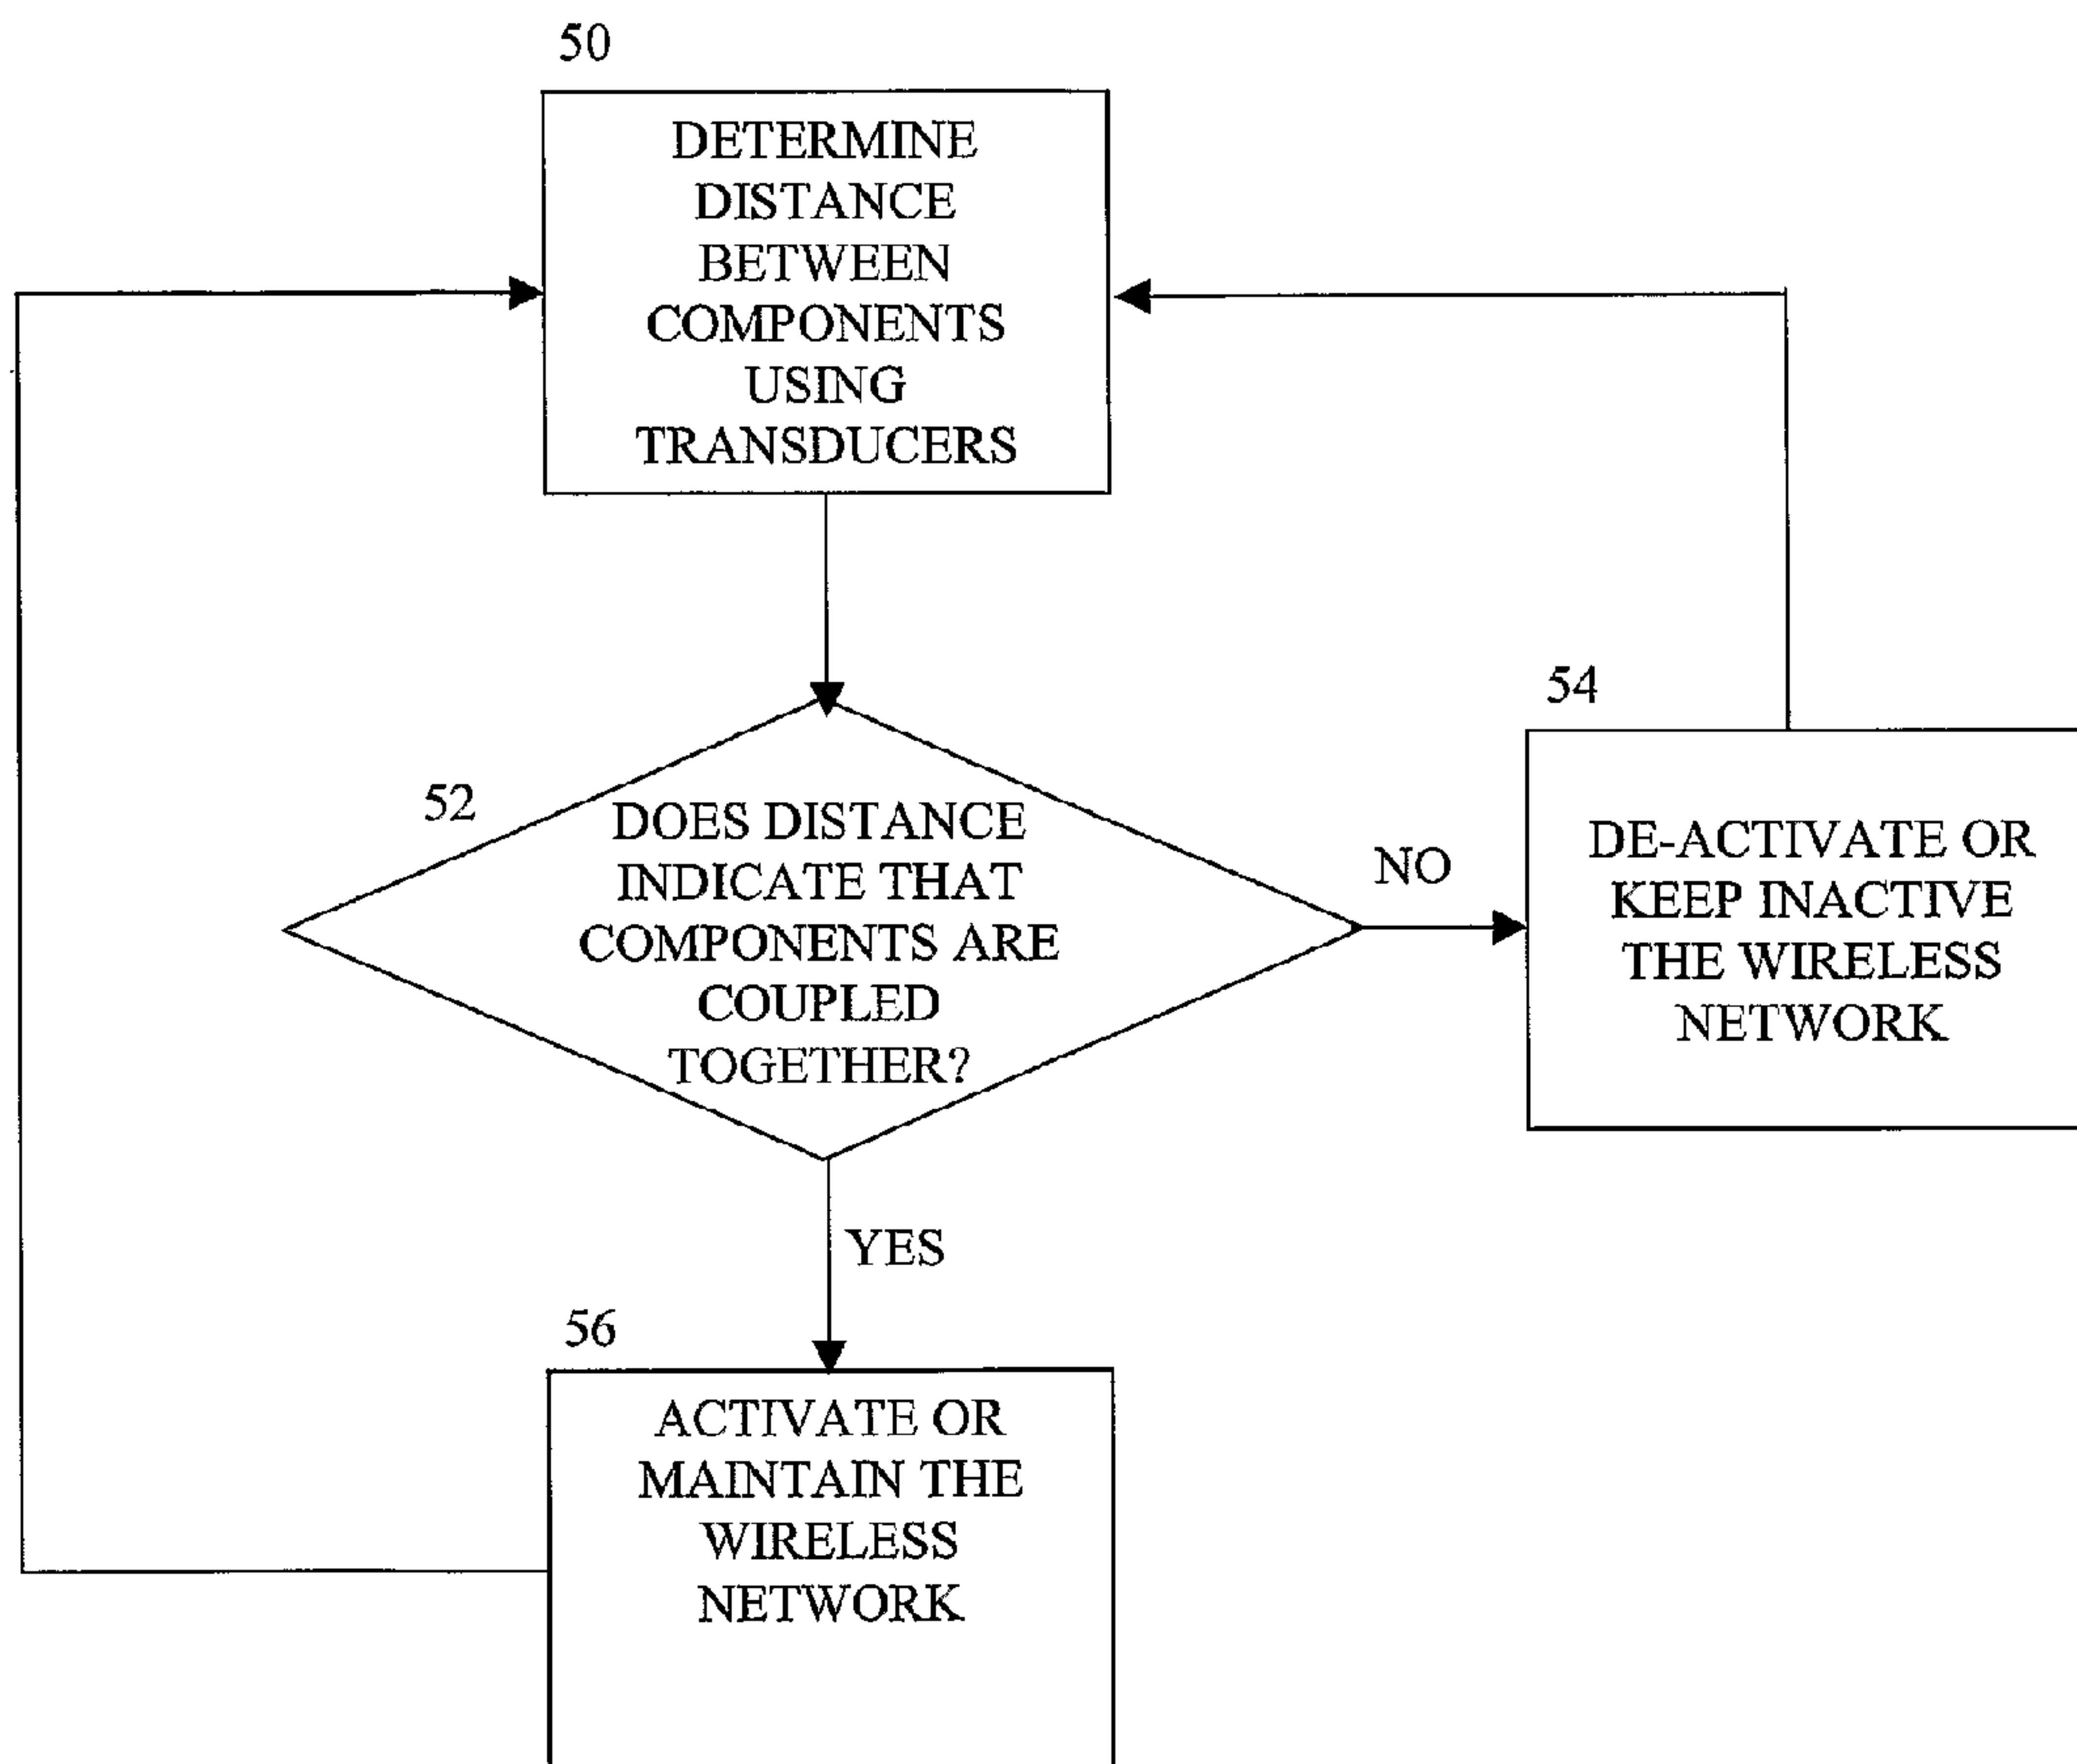 50
DETERMINE
DISTANCE
BETWEEN
COMPONENTS
USING
TRANSDUCERS
52
DOES DISTANCE
INDICATE THAT
COMPONENTS ARE
COUPLED
TOGETHER?
NO
54
DE-ACTIVATE OR
KEEP INACTIVE
THE WIRELESS
NETWORK
YES
56
ACTIVATE OR
MAINTAIN THE
WIRELESS
NETWORK